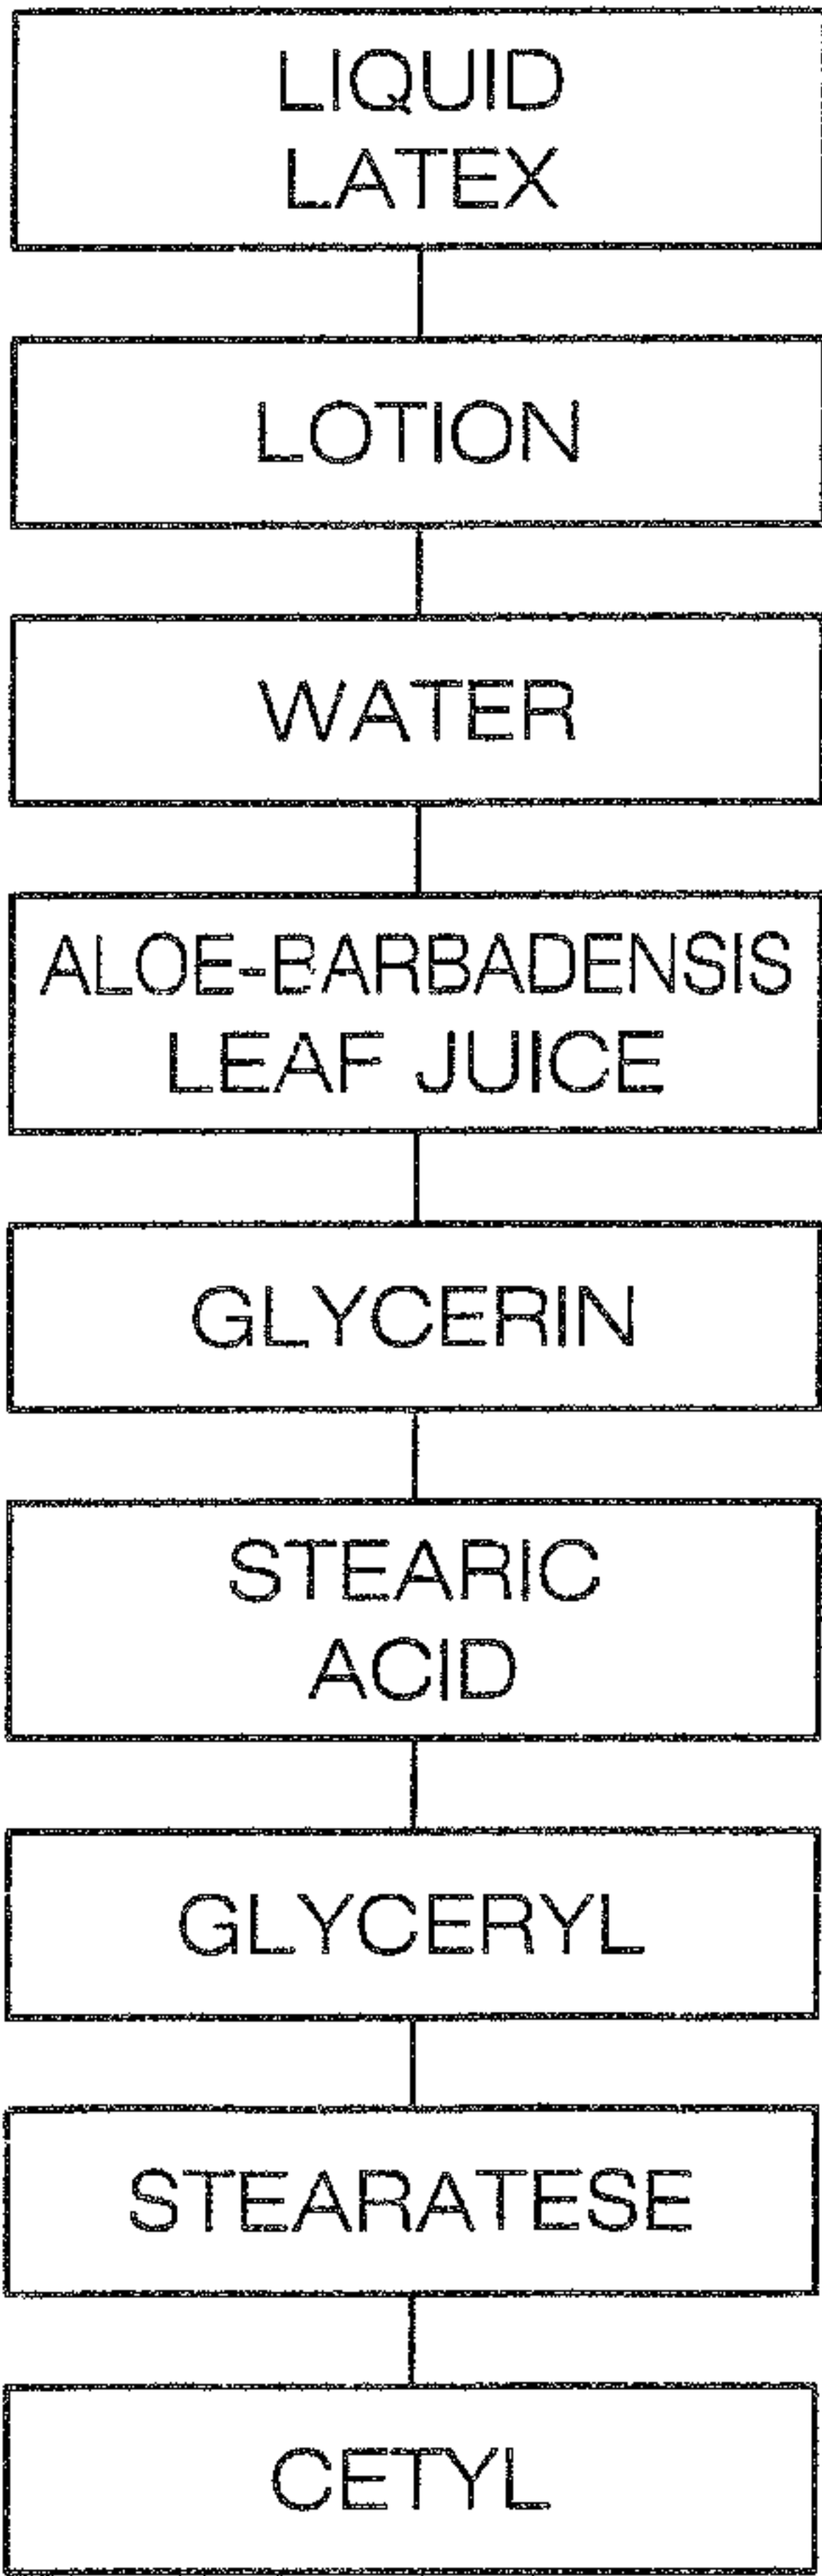 LIQUID
LATEX
LOTION
WATER
ALOE-BARBADENSIS
LEAF JUICE
GLYCERIN
STEARIC
ACID
GLYCERYL
STEARATESE
CETYL